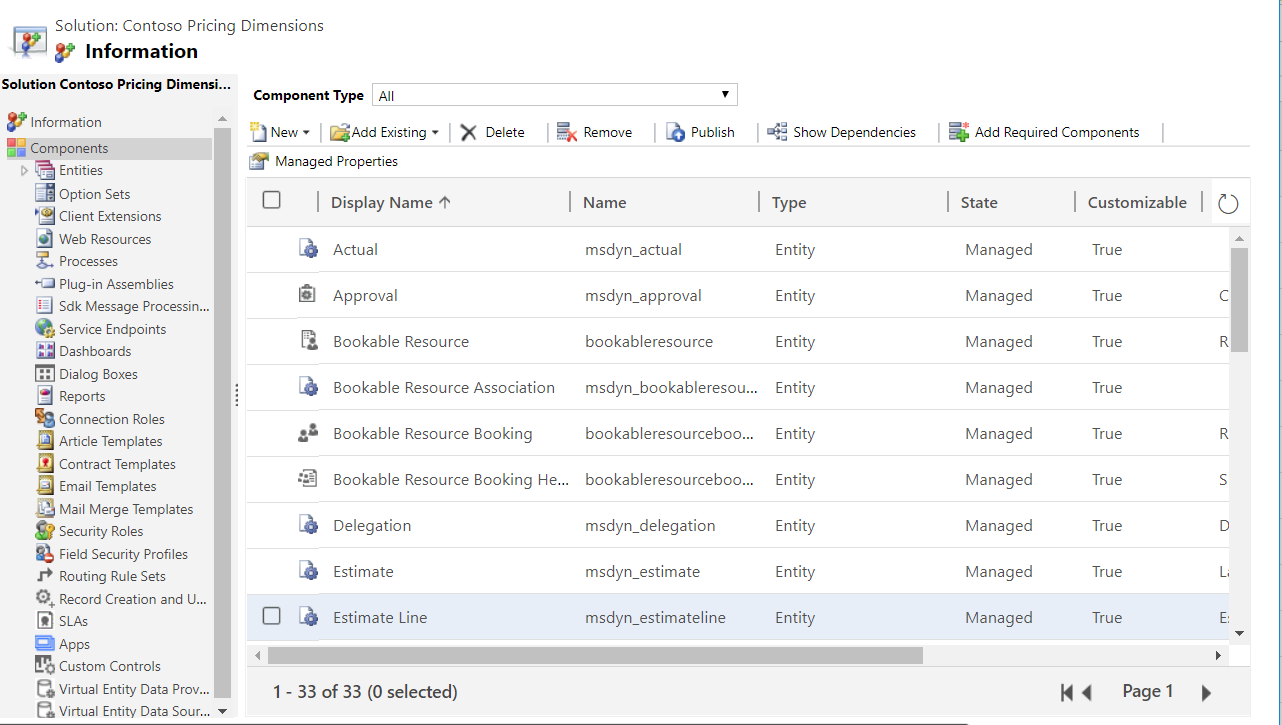 Solution: Contoso Pricing Dimensions
Information
Solution Contoso Pricing Dimensi...
Information
Components
Entities
Option Sets
Client Extensions
Web Resources
Processes
Plug-in Assemblies
Sdk Message Processin...
Service Endpoints
Dashboards
Dialog Boxes
Reports
Connection Roles
Article Templates
Contract Templates
Email Templates
Mail Merge Templates
Security Roles
Field Security Profiles
Routing Rule Sets
Record Creation and U...
SLAs
Apps
Custom Controls
Virtual Entity Data Prov...
Virtual Entity Data Sour...
Component Type All
New Add Existing Delete Remove Publish Show Dependencies Add Required Components
Managed Properties
Display Name Name Type State Customizable
Actual msdyn_actual Entity Managed True
Approval msdyn_approval Entity Managed True C
Bookable Resource bookableresource Entity Managed True R
Bookable Resource Association msdyn_bookableresou... Entity Managed True
Bookable Resource Booking bookableresourceboo... Entity Managed True R
Bookable Resource Booking He... bookableresourceboo... Entity Managed True S
Delegation msdyn_delegation Entity Managed True D
Estimate msdyn_estimate Entity Managed True La
Estimate Line msdyn_estimateline Entity Managed True Es
1 - 33 of 33 (0 selected) Page 1